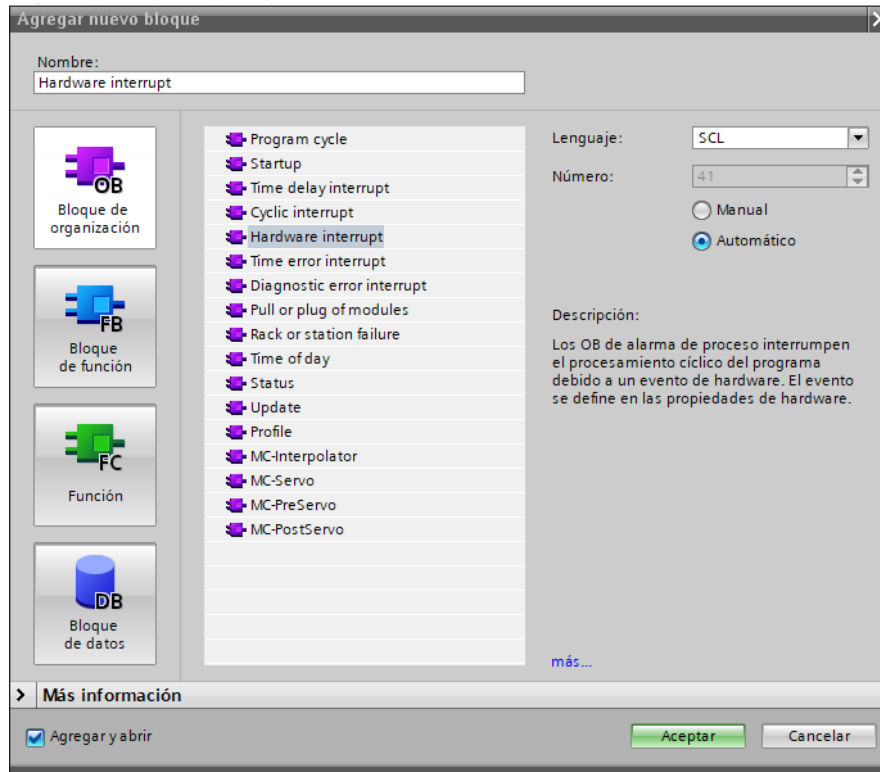 Agregar nuevo bloque
Nombre:
Hardware interrupt
OB
Bloque de
organización
FB
Bloque
de función
FC
Función
DB
Bloque
de datos
Program cycle
Startup
Time delay interrupt
Cyclic interrupt
Hardware interrupt
Time error interrupt
Diagnostic error interrupt
Pull or plug of modules
Rack or station failure
Time of day
Status
Update
Profile
MC-Interpolator
MC-Servo
MC-PreServo
MC-PostServo
Lenguaje:
SCL
Número:
41
Manual
Automático
Descripción:
Los OB de alarma de proceso interrumpen
el procesamiento cíclico del programa
debido a un evento de hardware. El evento
se define en las propiedades de hardware.
más...
Más información
Agregar y abrir
Aceptar
Cancelar